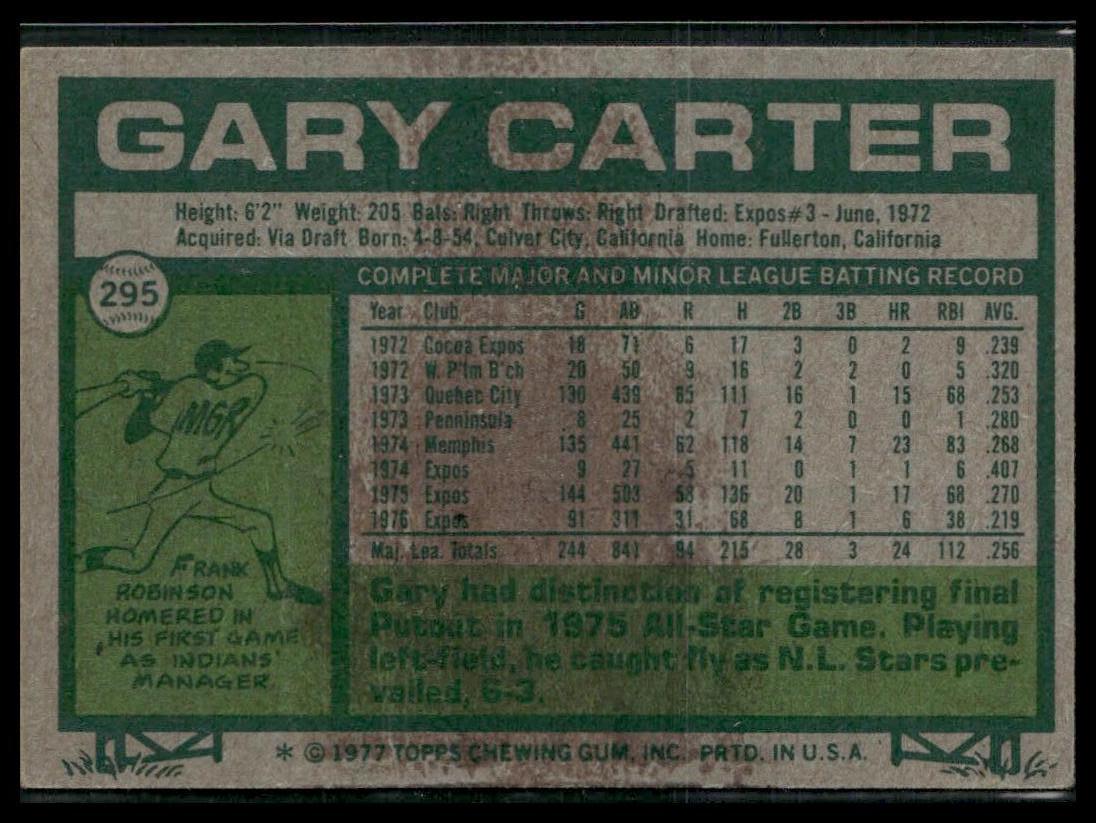 GARY CARTER
Height: 6'2" Weight: 205 Bats: Right Throws: Right Drafted: Expos#3 - June, 1972
Acquired: Via Draft Born: 4-8-54, Culver City, California Home: Fullerton, California
295
COMPLETE MAJOR AND MINOR LEAGUE BATTING RECORD
Year Club G AB R H 2B 3B HR RBI AVG.
1972 Cocoa Expos 18 71 6 17 3 0 2 9 .239
1972 W. P'lm B'ch 20 50 9 16 2 2 0 5 .320
1973 Quebec City 130 439 65 111 16 1 15 68 .253
1973 Penninsula 8 25 2 7 2 0 0 1 .280
1974 Memphis 135 441 62 118 14 7 23 83 .268
1974 Expos 9 27 5 11 0 1 1 6 .407
1975 Expos 144 503 58 136 20 1 17 68 .270
1976 Expos 91 311 31 68 8 1 6 38 .219
Maj. Lea. Totals 244 841 94 215 28 3 24 112 .256
MGR
FRANK
ROBINSON
HOMERED IN
HIS FIRST GAME
AS INDIANS'
MANAGER
Gary had distinction of registering final
Putout in 1975 All-Star Game. Playing
left-field, he caught fly as N.L. Stars pre-
vailed, 6-3.
* © 1977 TOPPS CHEWING GUM, INC. PRTD. IN U.S.A.